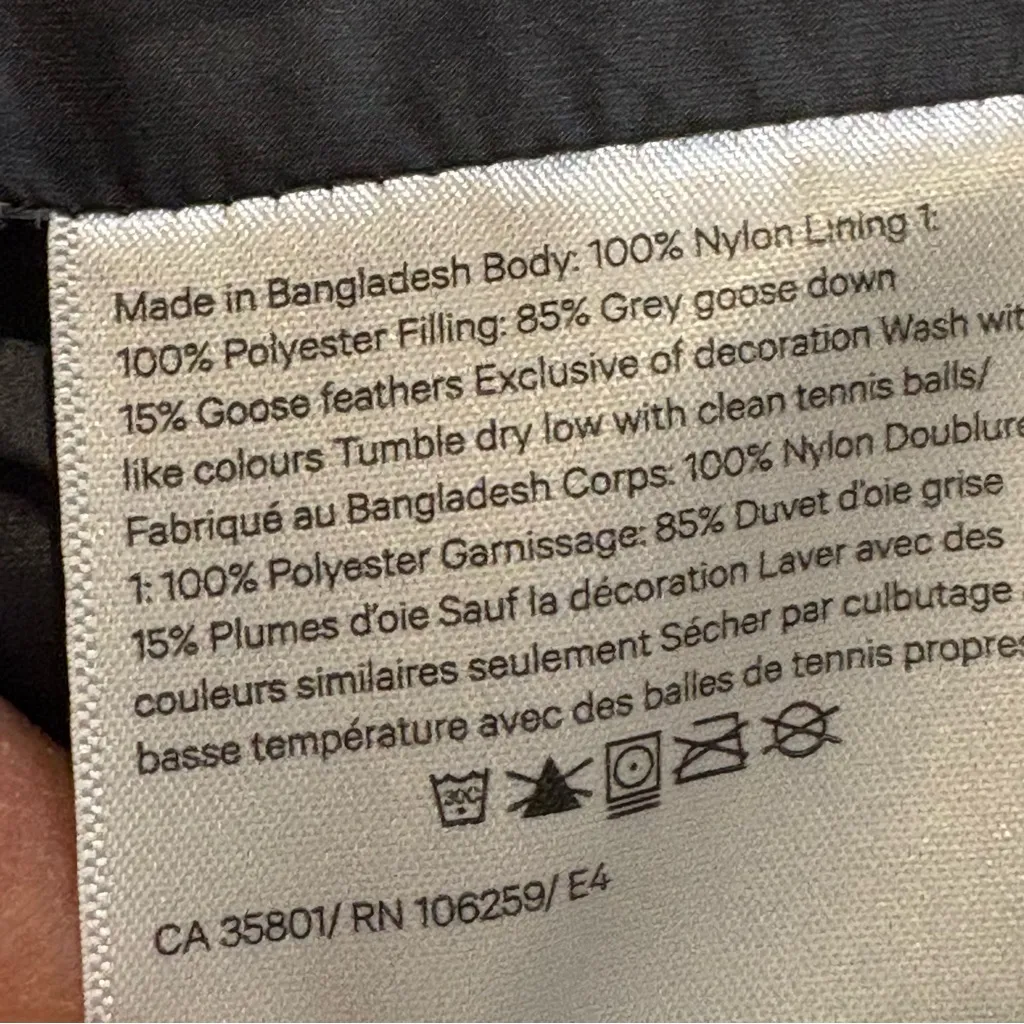 Made in Bangladesh Body: 100% Nylon Lining 1:
100% Polyester Filling: 85% Grey goose down
15% Goose feathers Exclusive of decoration Wash wit
like colours Tumble dry low with clean tennis balls/
Fabriqué au Bangladesh Corps: 100% Nylon Doublure
1: 100% Polyester Garnissage: 85% Duvet d'oie grise
15% Plumes d'oie Sauf la décoration Laver avec des
couleurs similaires seulement Sécher par culbutage
basse température avec des balles de tennis propres
30C
CA 35801/ RN 106259/ E4